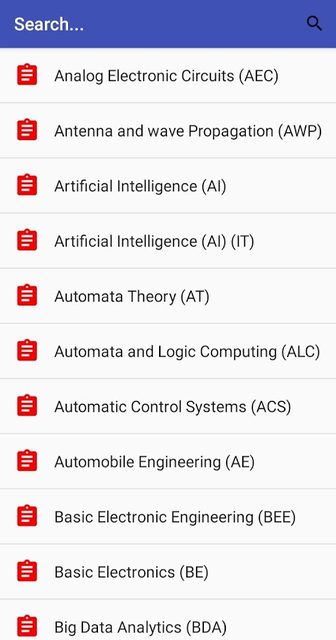 Search...
Analog Electronic Circuits (AEC)
Antenna and wave Propagation (AWP)
Artificial Intelligence (AI)
Artificial Intelligence (AI) (IT)
Automata Theory (AT)
Automata and Logic Computing (ALC)
Automatic Control Systems (ACS)
Automobile Engineering (AE)
Basic Electronic Engineering (BEE)
Basic Electronics (BE)
Big Data Analytics (BDA)